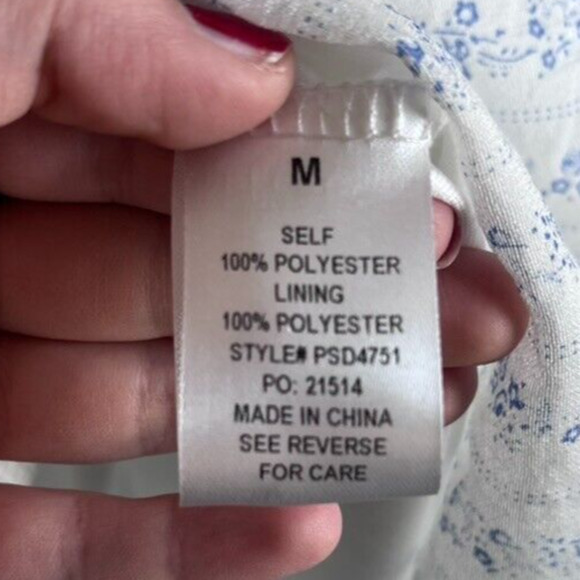 M
SELF
100% POLYESTER
LINING
100% POLYESTER
STYLE# PSD4751
PO: 21514
MADE IN CHINA
SEE REVERSE
FOR CARE